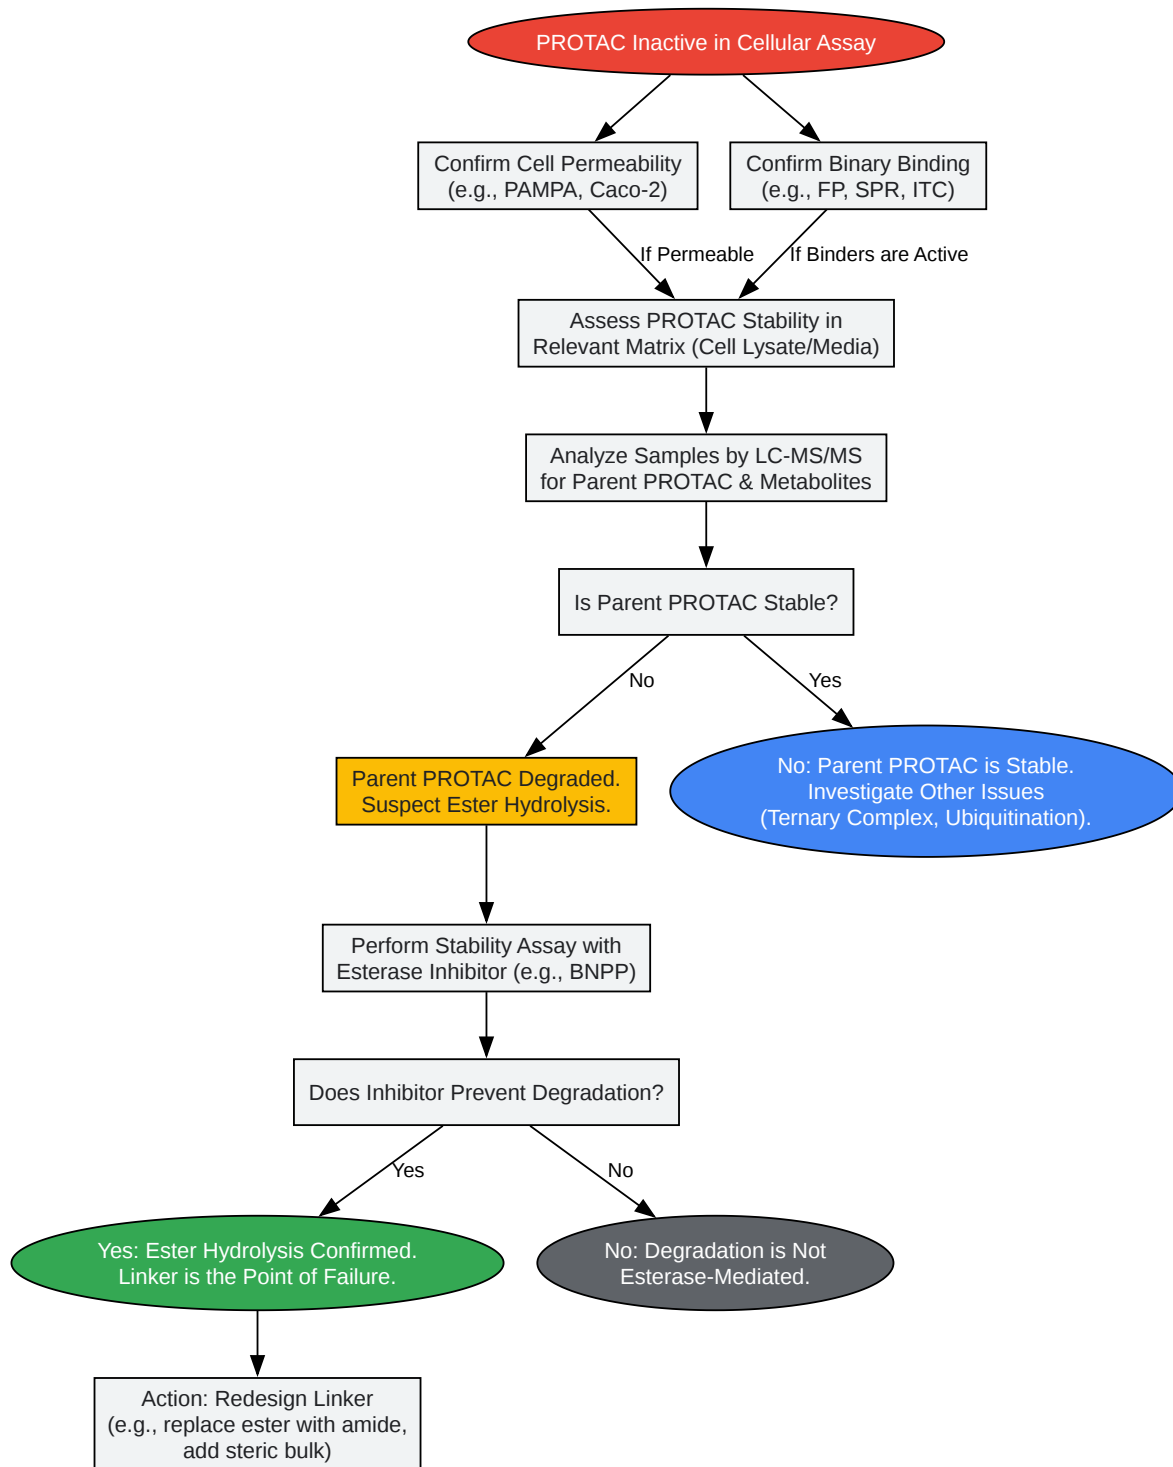 PROTAC Inactive in Cellular Assay
Confirm Cell Permeability
(e.g., PAMPA, Caco-2)
Confirm Binary Binding
(e.g., FP, SPR, ITC)
If Permeable
If Binders are Active
Assess PROTAC Stability in
Relevant Matrix (Cell Lysate/Media)
Analyze Samples by LC-MS/MS
for Parent PROTAC & Metabolites
Is Parent PROTAC Stable?
No
Yes
Parent PROTAC Degraded.
Suspect Ester Hydrolysis.
No: Parent PROTAC is Stable.
Investigate Other Issues
(Ternary Complex, Ubiquitination).
Perform Stability Assay with
Esterase Inhibitor (e.g., BNPP)
Does Inhibitor Prevent Degradation?
Yes
No
Yes: Ester Hydrolysis Confirmed.
Linker is the Point of Failure.
No: Degradation is Not
Esterase-Mediated.
Action: Redesign Linker
(e.g., replace ester with amide,
add steric bulk)